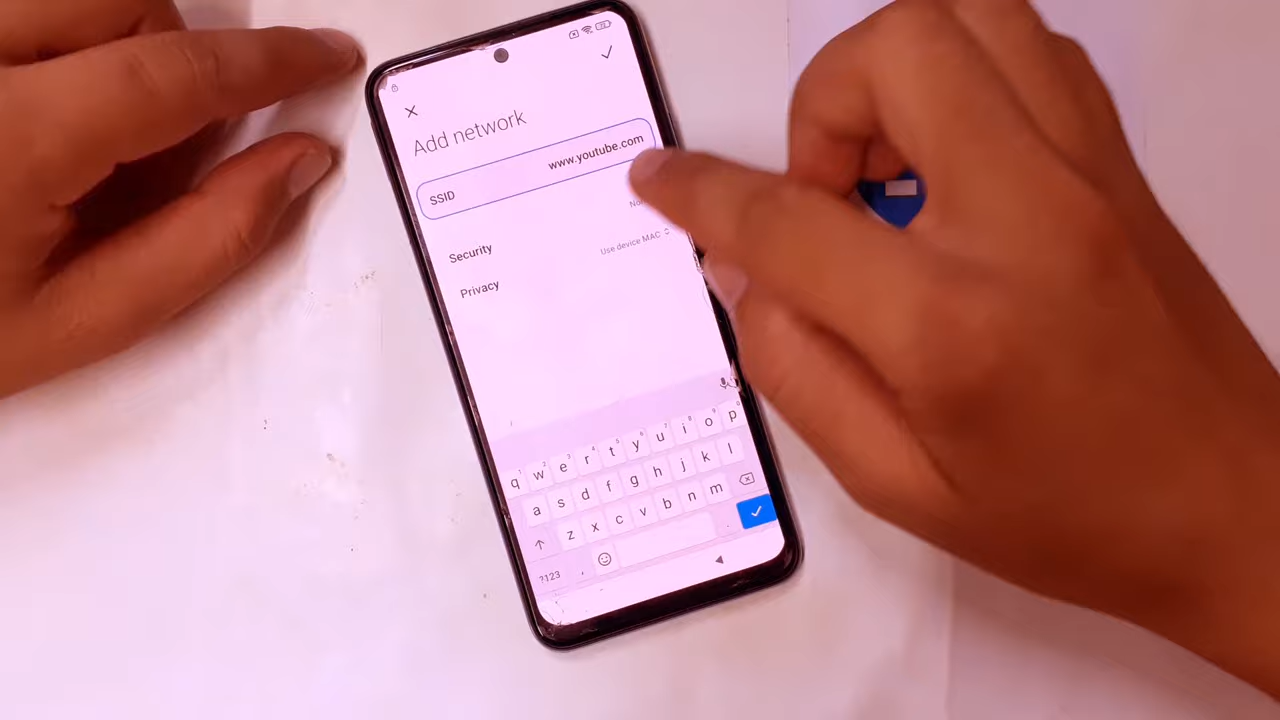 Add network
SSID www.youtube.com
Security
Privacy Use device MAC
q w e r t y u i o p
a s d f g h j k l
z x c v b n m
?123 , .